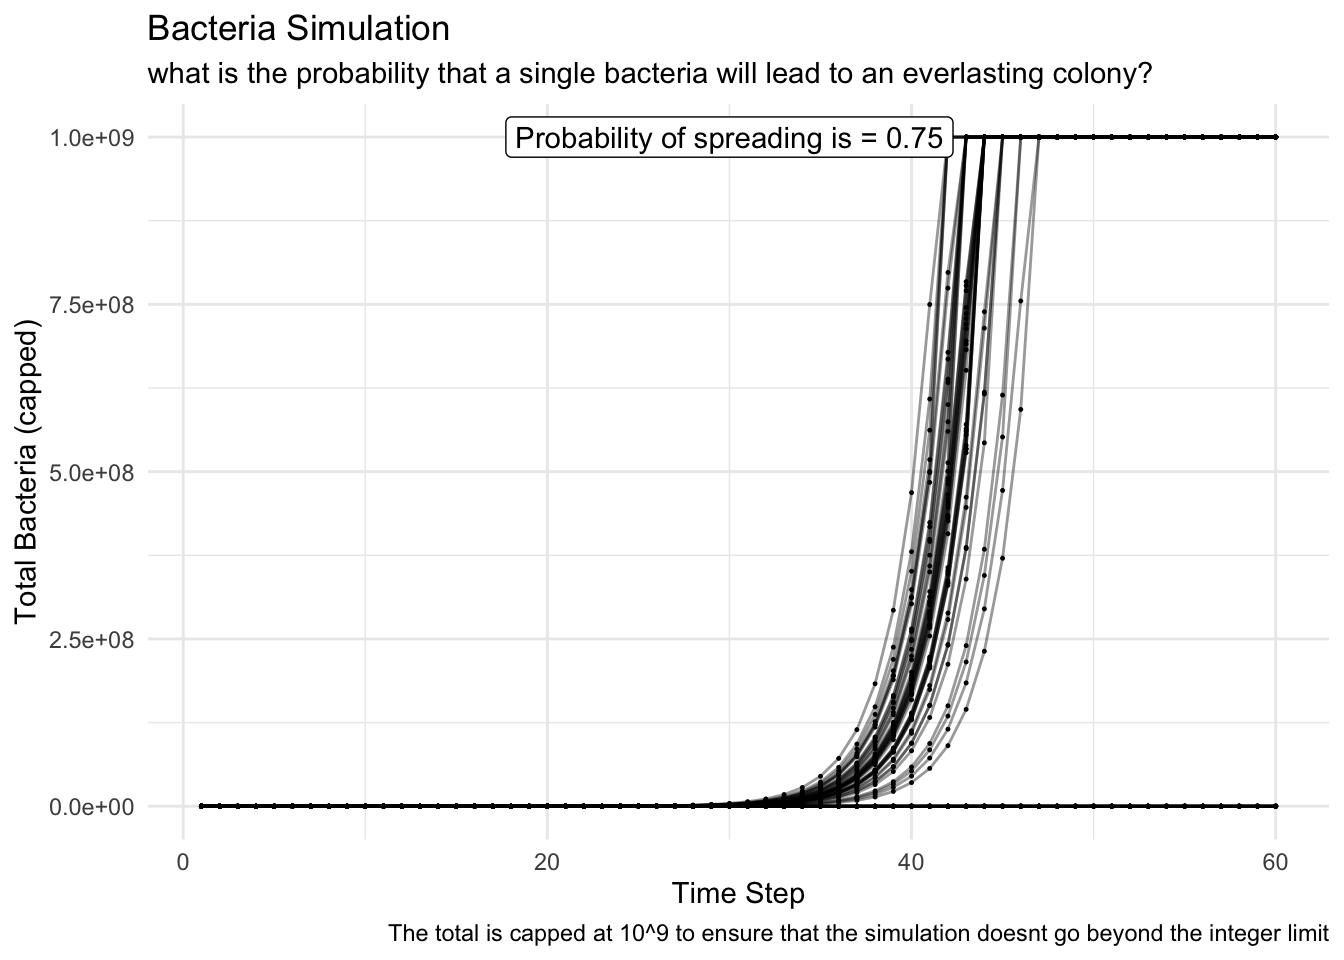 Bacteria Simulation
what is the probability that a single bacteria will lead to an everlasting colony?
Probability of spreading is = 0.75
Total Bacteria (capped)
1.0e+09
7.5e+08
5.0e+08
2.5e+08
0.0e+00
0 20 40 60
Time Step
The total is capped at 10^9 to ensure that the simulation doesnt go beyond the integer limit